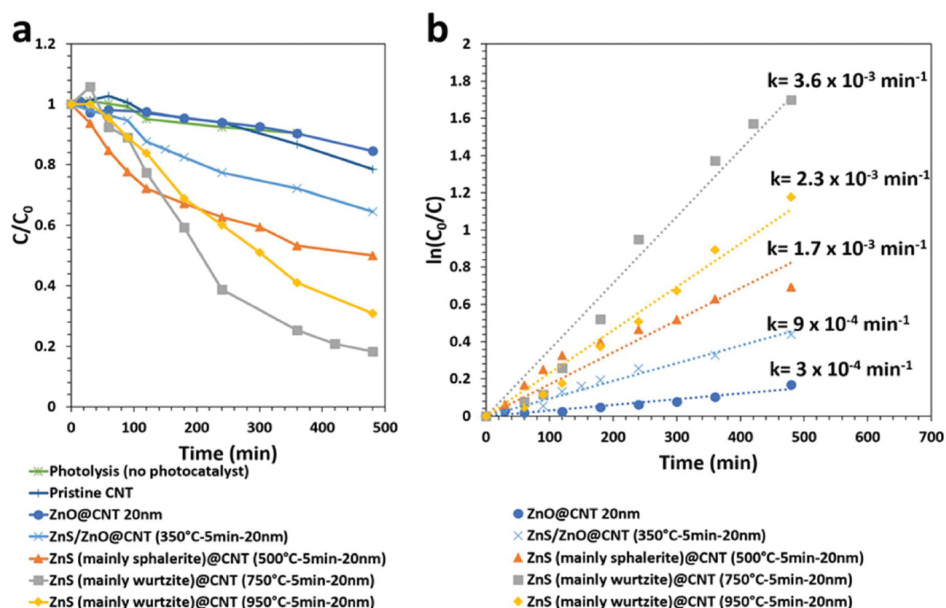 a
1.2
1
0.8
0.6
0.4
0.2
0
C/C₀
0 100 200 300 400 500
Time (min)
Photolysis (no photocatalyst)
Pristine CNT
ZnO@CNT 20nm
ZnS/ZnO@CNT (350°C-5min-20nm)
ZnS (mainly sphalerite)@CNT (500°C-5min-20nm)
ZnS (mainly wurtzite)@CNT (750°C-5min-20nm)
ZnS (mainly wurtzite)@CNT (950°C-5min-20nm)
b
2
1.8
1.6
1.4
1.2
1
0.8
0.6
0.4
0.2
0
ln(C₀/C)
k= 3.6 x 10⁻³ min⁻¹
k= 2.3 x 10⁻³ min⁻¹
k= 1.7 x 10⁻³ min⁻¹
k= 9 x 10⁻⁴ min⁻¹
k= 3 x 10⁻⁴ min⁻¹
0 100 200 300 400 500 600 700
Time (min)
ZnO@CNT 20nm
ZnS/ZnO@CNT (350°C-5min-20nm)
ZnS (mainly sphalerite)@CNT (500°C-5min-20nm)
ZnS (mainly wurtzite)@CNT (750°C-5min-20nm)
ZnS (mainly wurtzite)@CNT (950°C-5min-20nm)